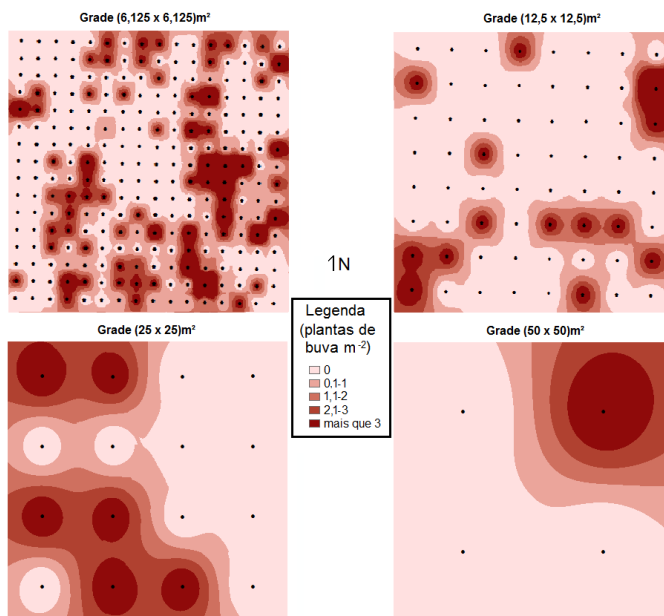 Grade (6,125 x 6,125)m²
Grade (12,5 x 12,5)m²
↑N
Grade (25 x 25)m²
Grade (50 x 50)m²
Legenda
(plantas de
buva m⁻²)
0
0,1-1
1,1-2
2,1-3
mais que 3